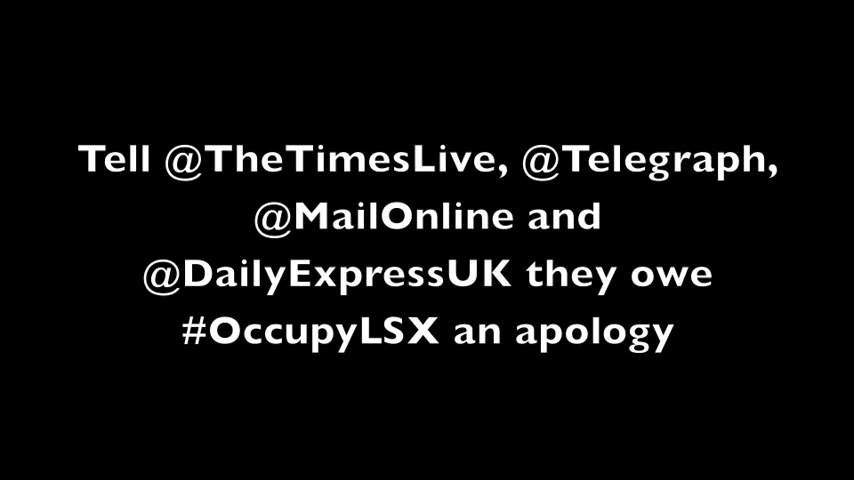 Tell @TheTimesLive, @Telegraph,
@MailOnline and
@DailyExpressUK they owe
#OccupyLSX an apology